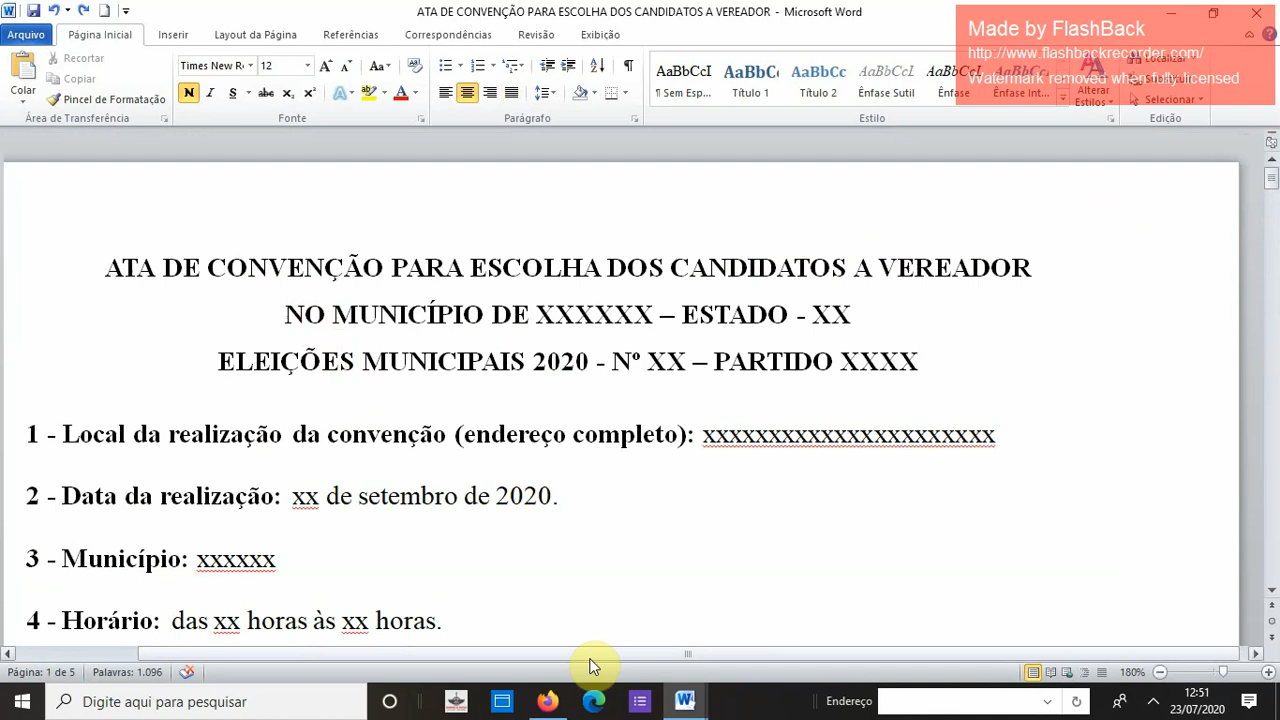 ATA DE CONVENÇÃO PARA ESCOLHA DOS CANDIDATOS A VEREADOR - Microsoft Word
Made by FlashBack
http://www.flashbackrecorder.com/
Watermark removed when fully licensed
Arquivo Página Inicial Inserir Layout da Página Referências Correspondências Revisão Exibição
Colar
Recortar
Copiar
Pincel de Formatação
Área de Transferência
Times New Ro 12
N I S abc x₂ x²
Fonte
Parágrafo
AaBbCcI AaBbCc AaBbCc AaBbCcI AaBbCcI AaBbCcI
¶ Sem Esp... Título 1 Título 2 Ênfase Sutil Ênfase Ênfase Int...
Alterar Estilos
Estilo
Localizar
Selecionar
Edição
ATA DE CONVENÇÃO PARA ESCOLHA DOS CANDIDATOS A VEREADOR
NO MUNICÍPIO DE XXXXXX – ESTADO - XX
ELEIÇÕES MUNICIPAIS 2020 - Nº XX – PARTIDO XXXX
1 - Local da realização da convenção (endereço completo): xxxxxxxxxxxxxxxxxxxxxx
2 - Data da realização: xx de setembro de 2020.
3 - Município: xxxxxx
4 - Horário: das xx horas às xx horas.
Página: 1 de 5 Palavras: 1.096 180%
Digite aqui para pesquisar
Endereço
12:51
23/07/2020